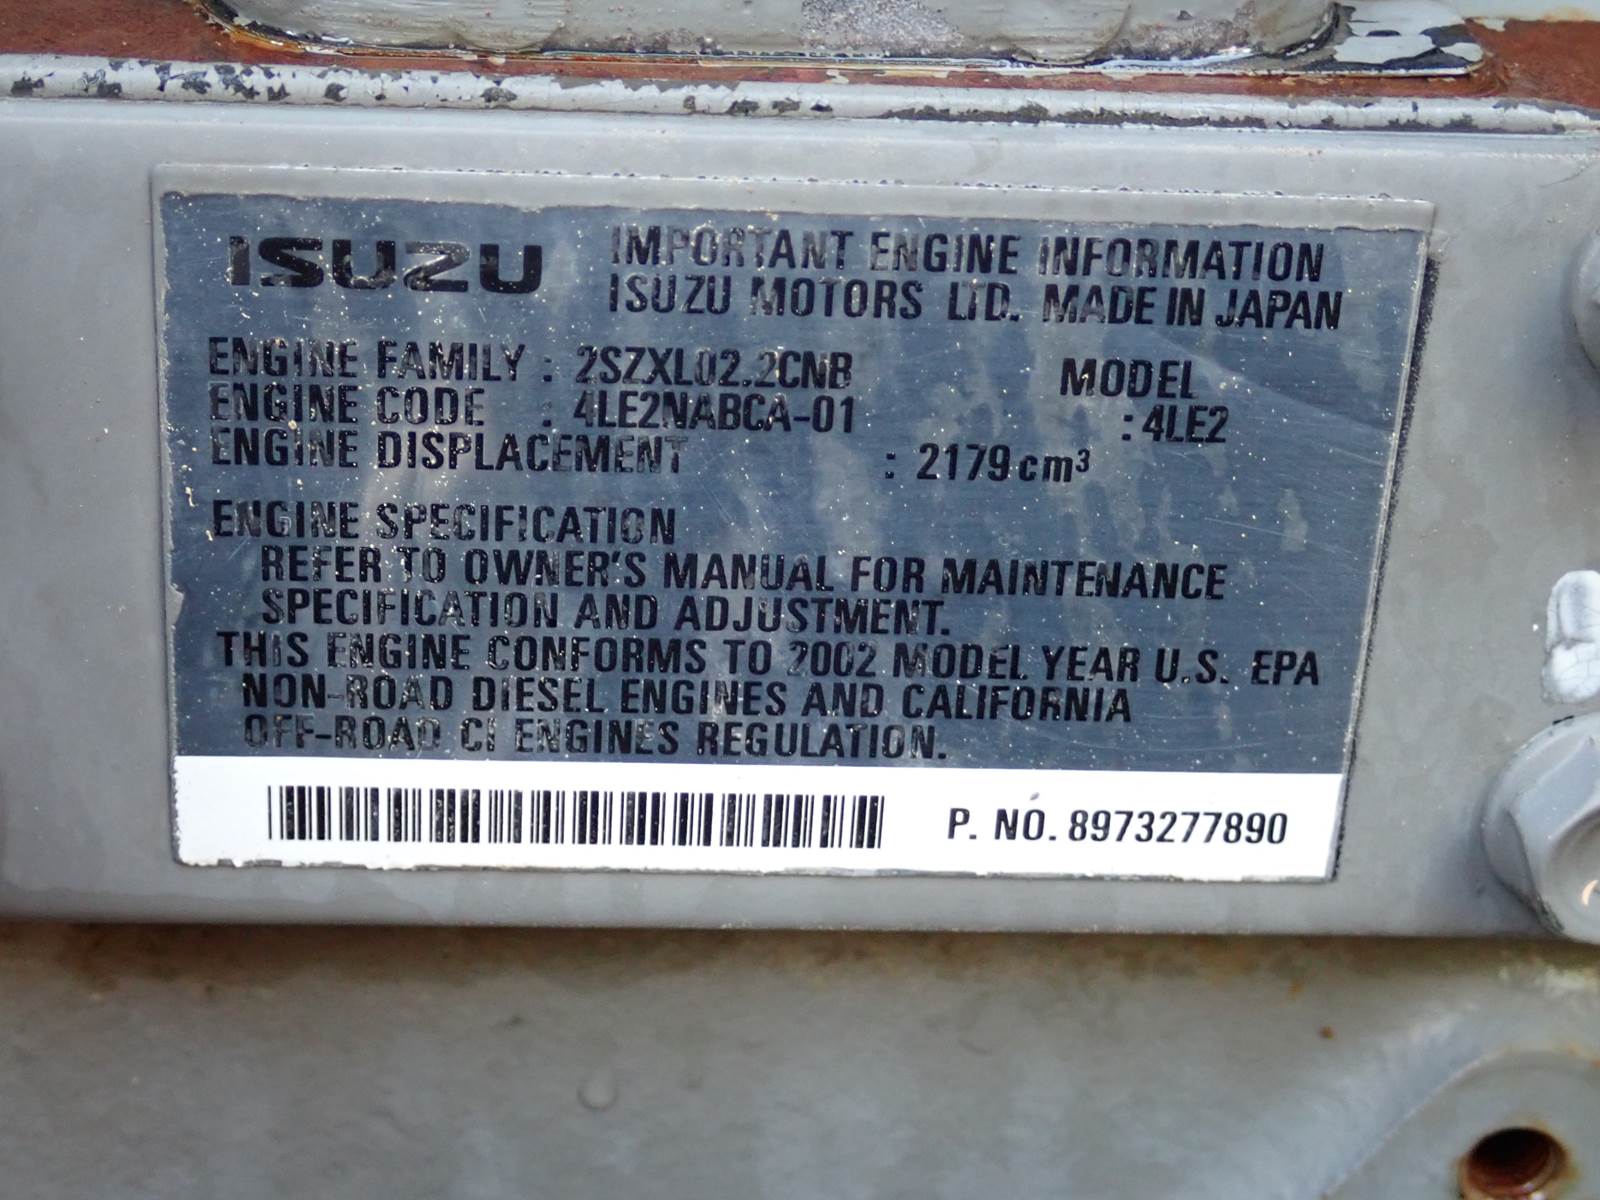 ISUZU IMPORTANT ENGINE INFORMATION
ISUZU MOTORS LTD. MADE IN JAPAN
ENGINE FAMILY : 2SZXL02.2CNB MODEL
ENGINE CODE : 4LE2NABCA-01 : 4LE2
ENGINE DISPLACEMENT : 2179 cm³
ENGINE SPECIFICATION
REFER TO OWNER'S MANUAL FOR MAINTENANCE
SPECIFICATION AND ADJUSTMENT.
THIS ENGINE CONFORMS TO 2002 MODEL YEAR U.S. EPA
NON-ROAD DIESEL ENGINES AND CALIFORNIA
OFF-ROAD CI ENGINES REGULATION.
P. NO. 8973277890